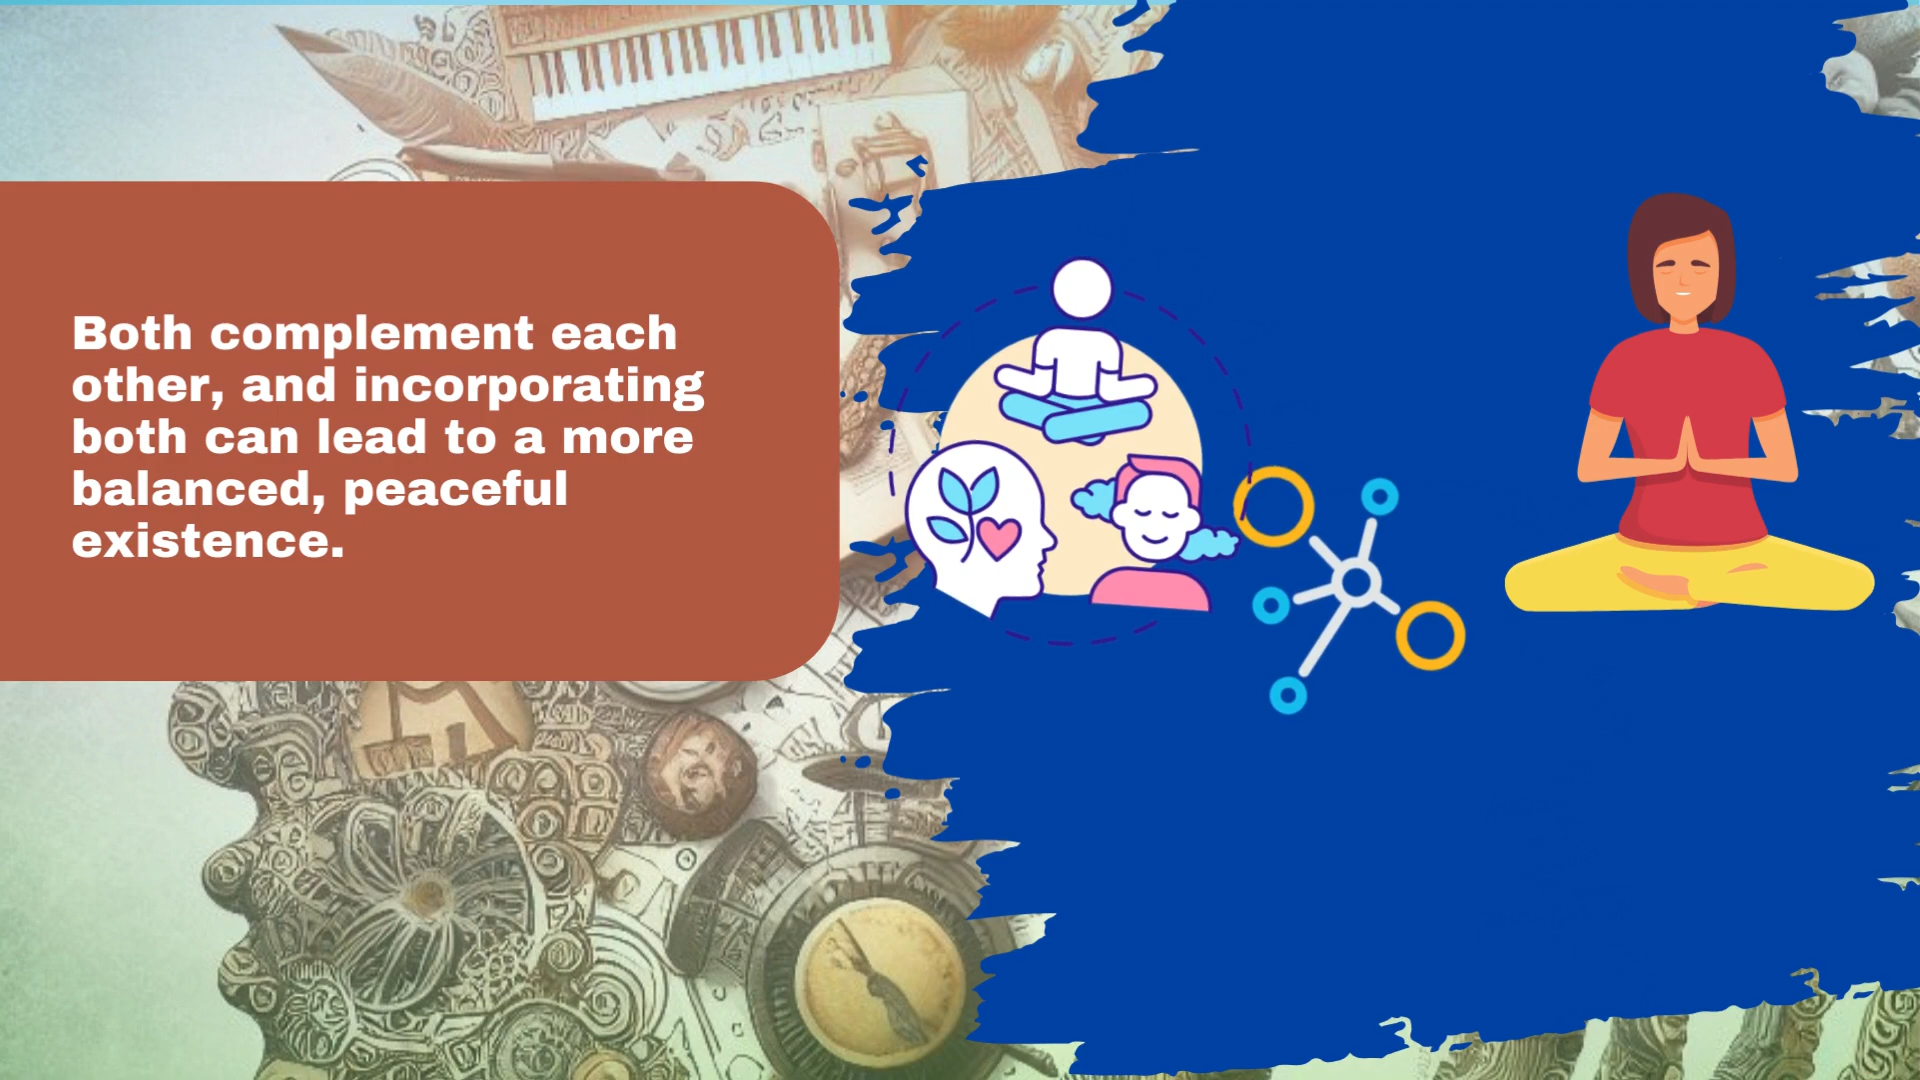 Both complement each
other, and incorporating
both can lead to a more
balanced, peaceful
existence.